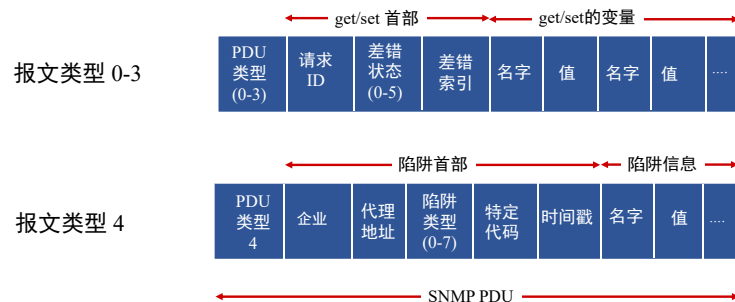 get/set 首部
get/set的变量
报文类型 0-3
PDU
类型
(0-3)
请求
ID
差错
状态
(0-5)
差错
索引
名字
值
名字
值
....
陷阱首部
陷阱信息
报文类型 4
PDU
类型
4
企业
代理
地址
陷阱
类型
(0-7)
特定
代码
时间戳
名字
值
....
SNMP PDU